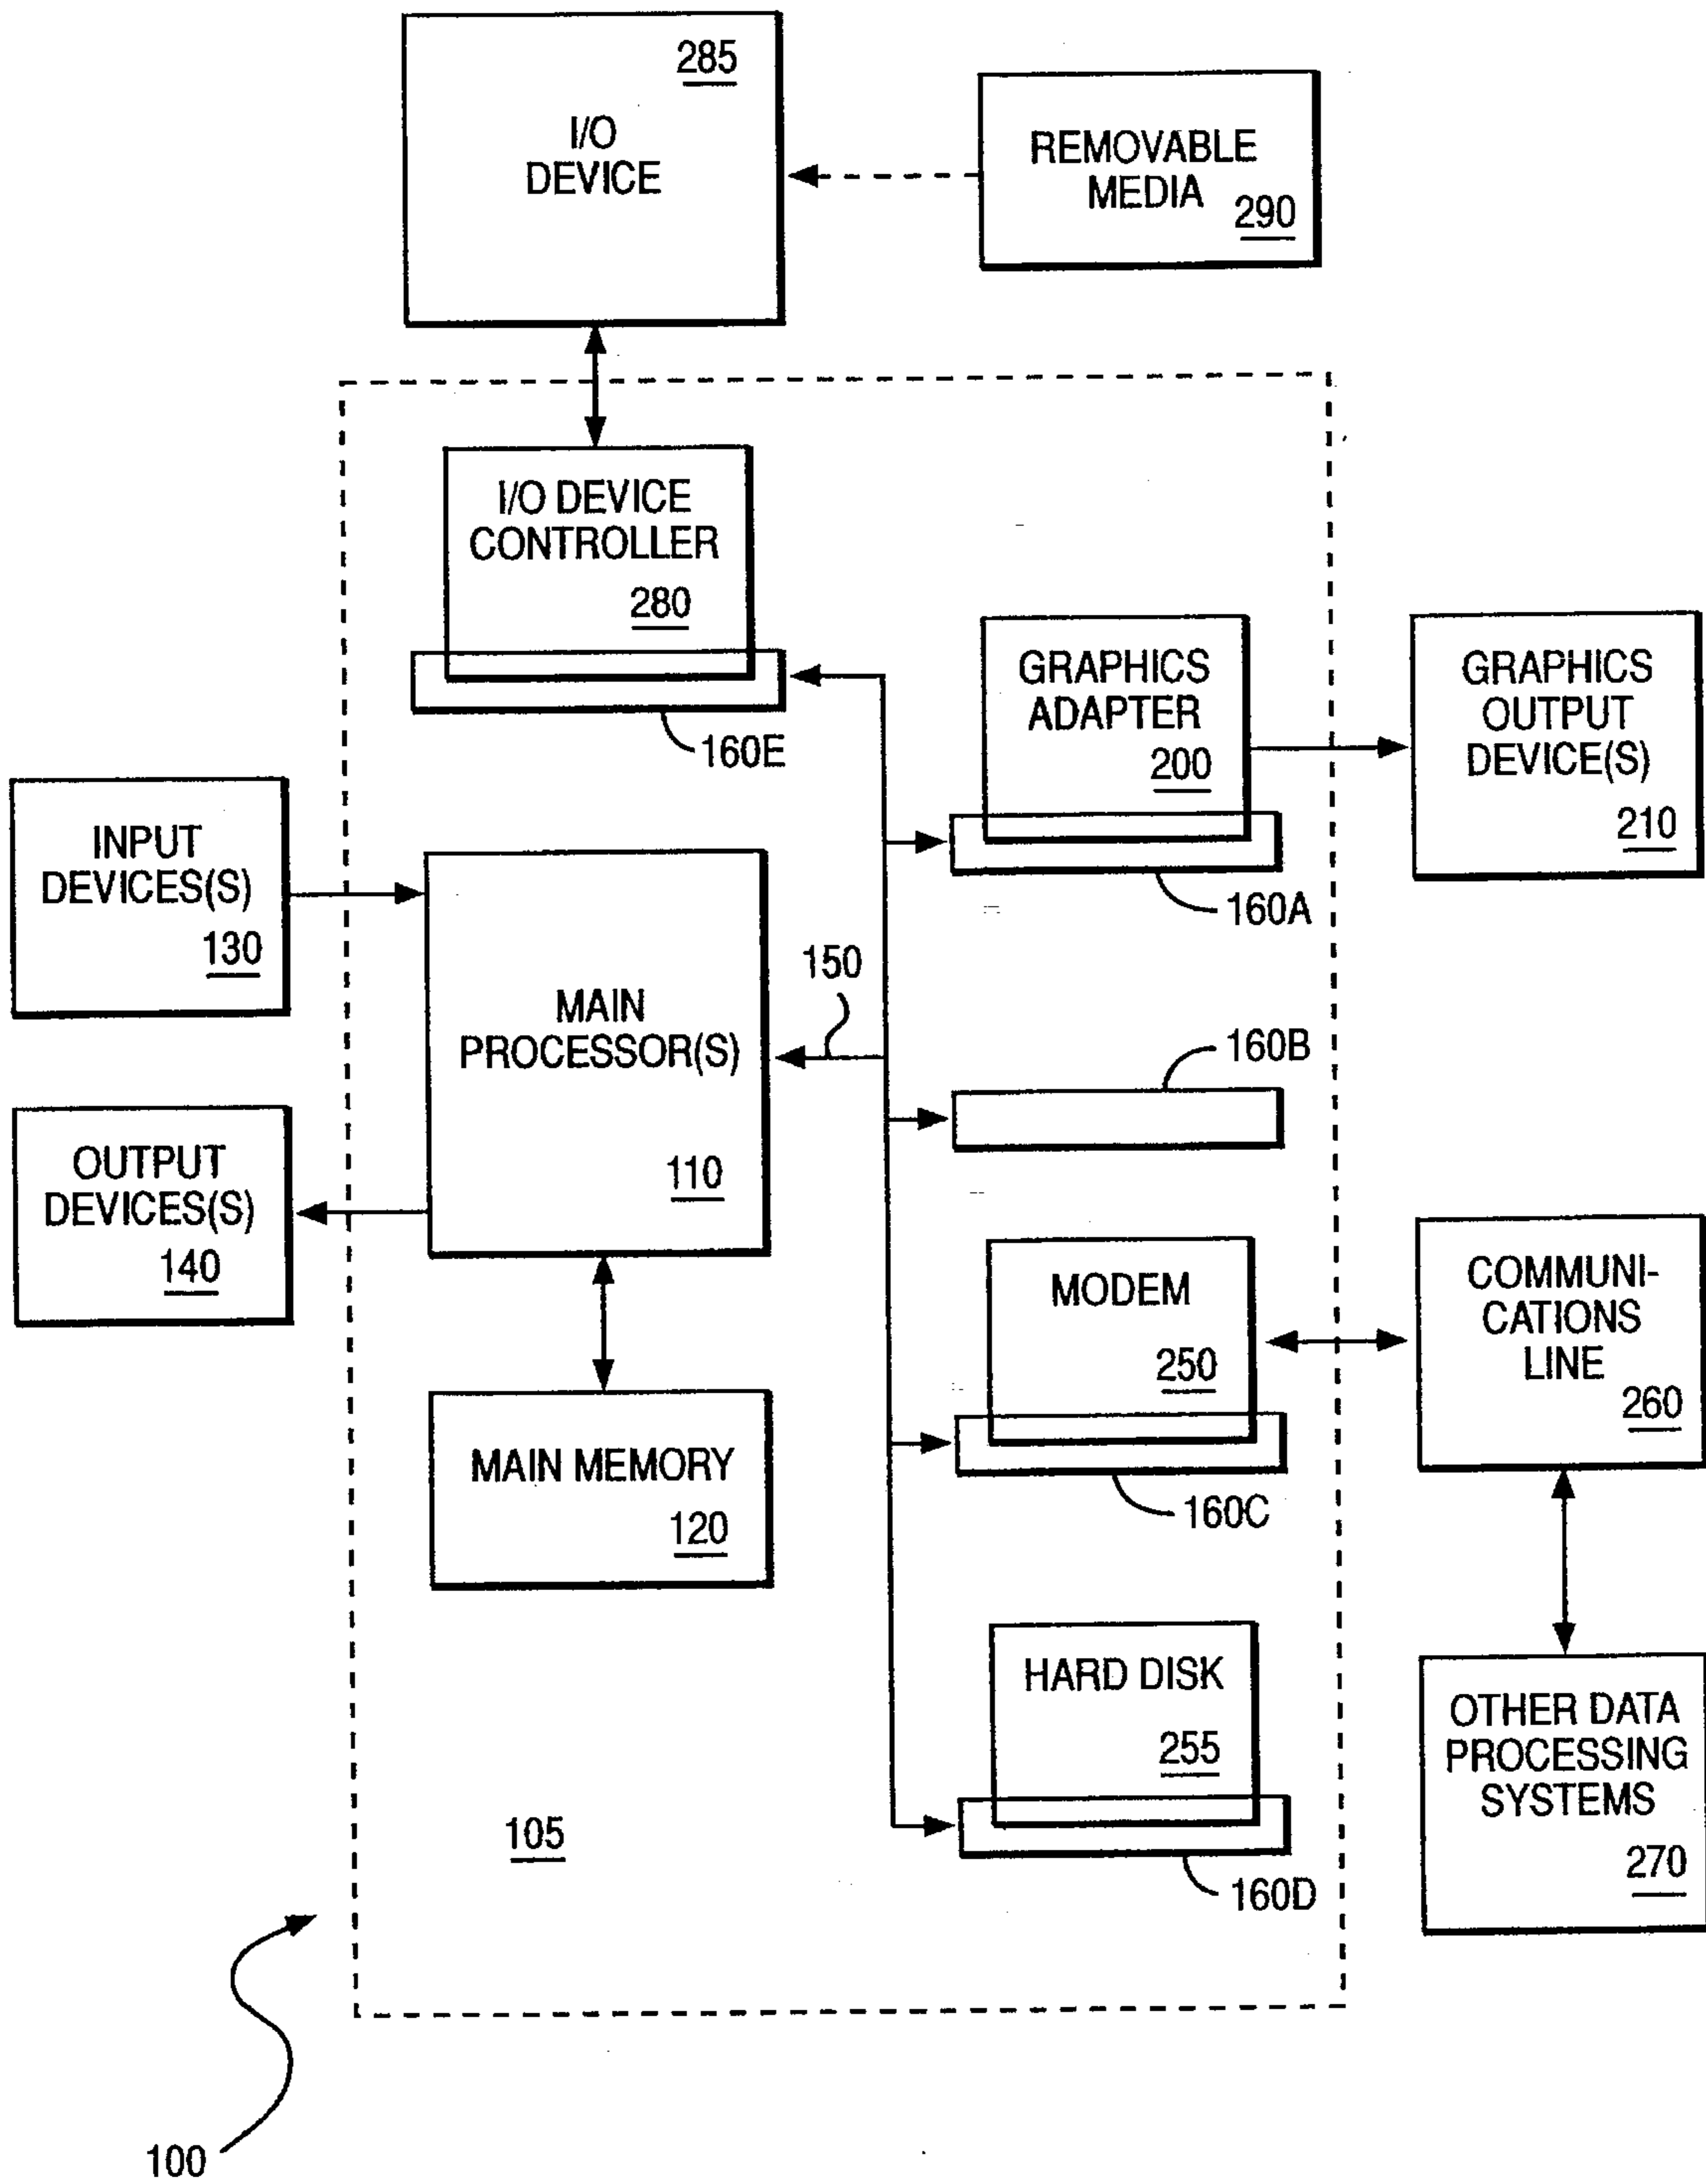 285
I/O
DEVICE
REMOVABLE
MEDIA
290
I/O DEVICE
CONTROLLER
280
160E
GRAPHICS
ADAPTER
200
160A
GRAPHICS
OUTPUT
DEVICE(S)
210
INPUT
DEVICES(S)
130
MAIN
PROCESSOR(S)
110
150
160B
OUTPUT
DEVICES(S)
140
MODEM
250
160C
COMMUNI-
CATIONS
LINE
260
MAIN MEMORY
120
HARD DISK
255
160D
OTHER DATA
PROCESSING
SYSTEMS
270
105
100